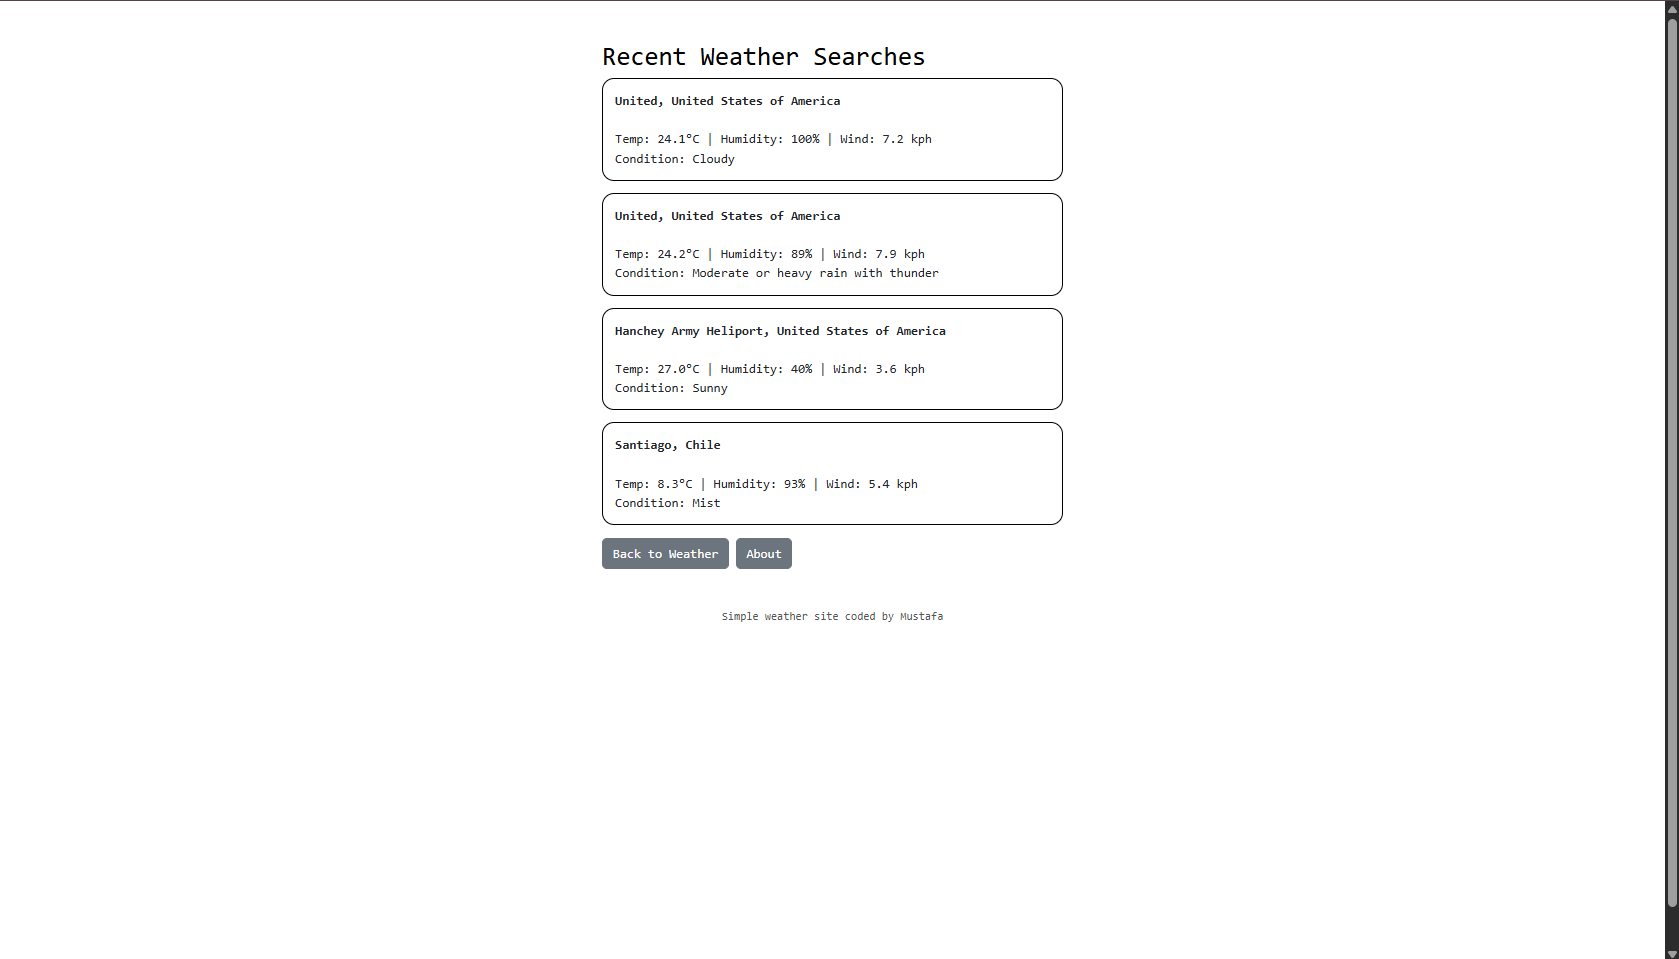 Recent Weather Searches
United, United States of America
Temp: 24.1°C | Humidity: 100% | Wind: 7.2 kph
Condition: Cloudy
United, United States of America
Temp: 24.2°C | Humidity: 89% | Wind: 7.9 kph
Condition: Moderate or heavy rain with thunder
Hanchey Army Heliport, United States of America
Temp: 27.0°C | Humidity: 40% | Wind: 3.6 kph
Condition: Sunny
Santiago, Chile
Temp: 8.3°C | Humidity: 93% | Wind: 5.4 kph
Condition: Mist
Back to Weather About
Simple weather site coded by Mustafa